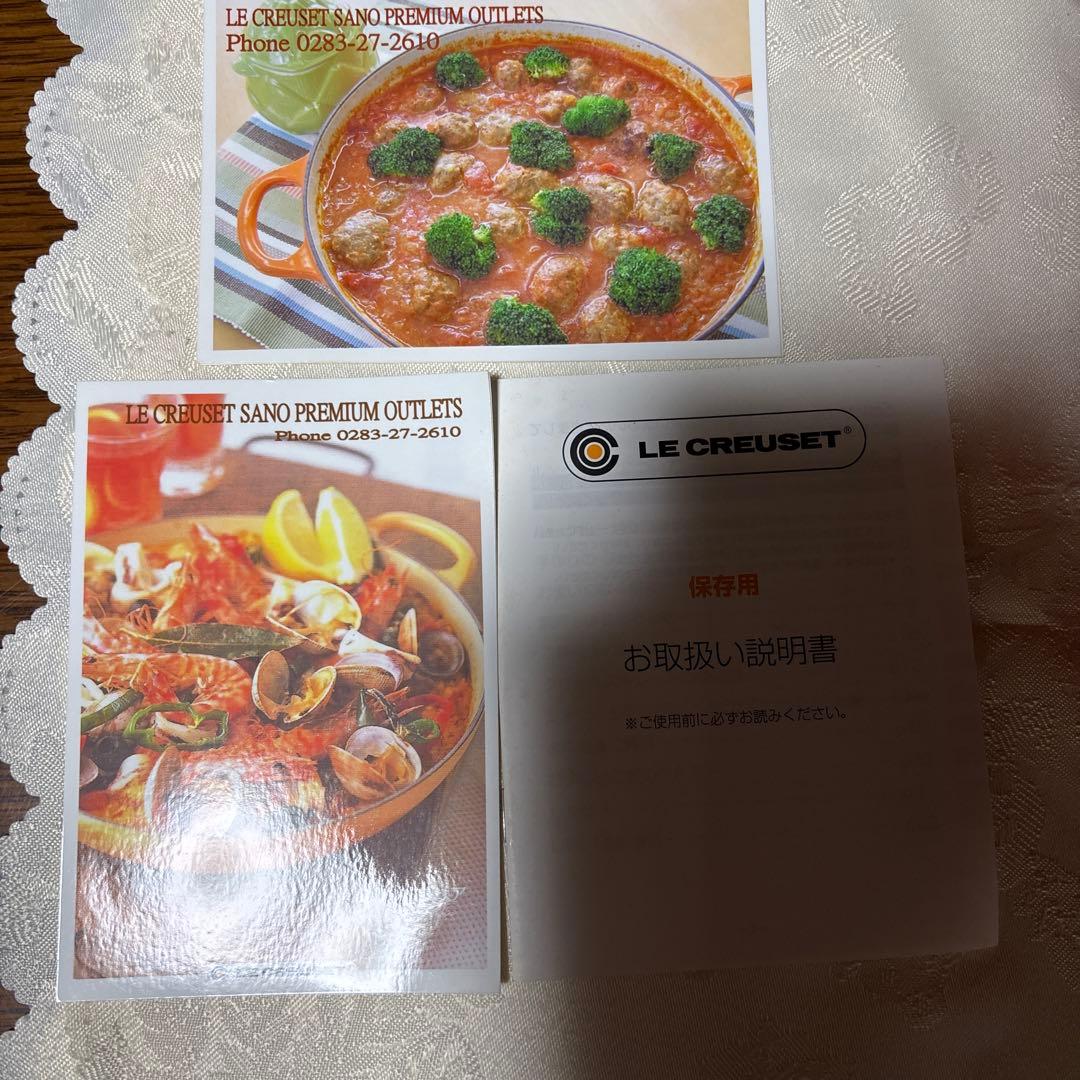 LE CREUSET SANO PREMIUM OUTLETS
Phone 0283-27-2610
LE CREUSET SANO PREMIUM OUTLETS
Phone 0283-27-2610
LE CREUSET®
保存用
お取扱い説明書
※ご使用前に必ずお読みください。